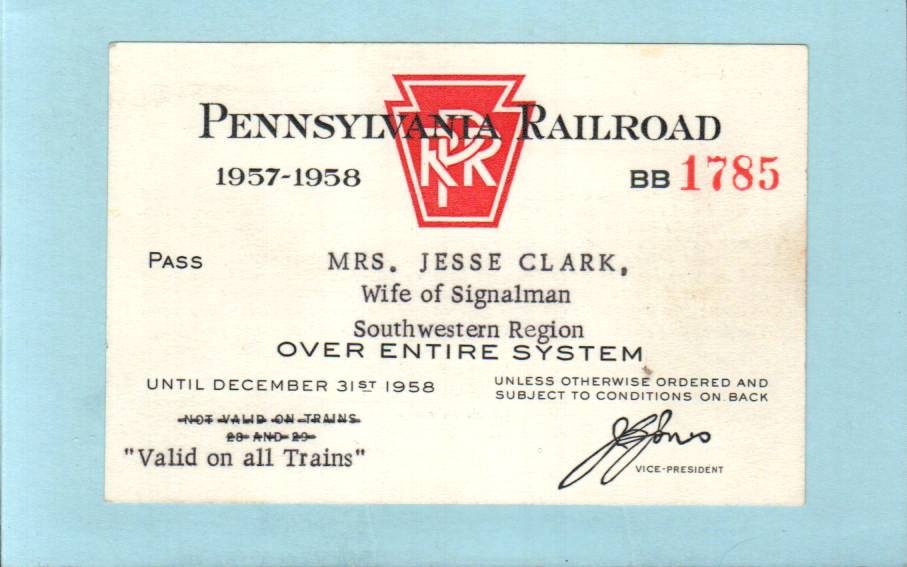 PENNSYLVANIA RAILROAD
PRR
1957-1958 BB 1785
PASS MRS. JESSE CLARK,
Wife of Signalman
Southwestern Region
OVER ENTIRE SYSTEM
UNTIL DECEMBER 31ST 1958
UNLESS OTHERWISE ORDERED AND
SUBJECT TO CONDITIONS ON BACK
NOT VALID ON TRAINS
28 AND 29
"Valid on all Trains"
Jones
VICE-PRESIDENT